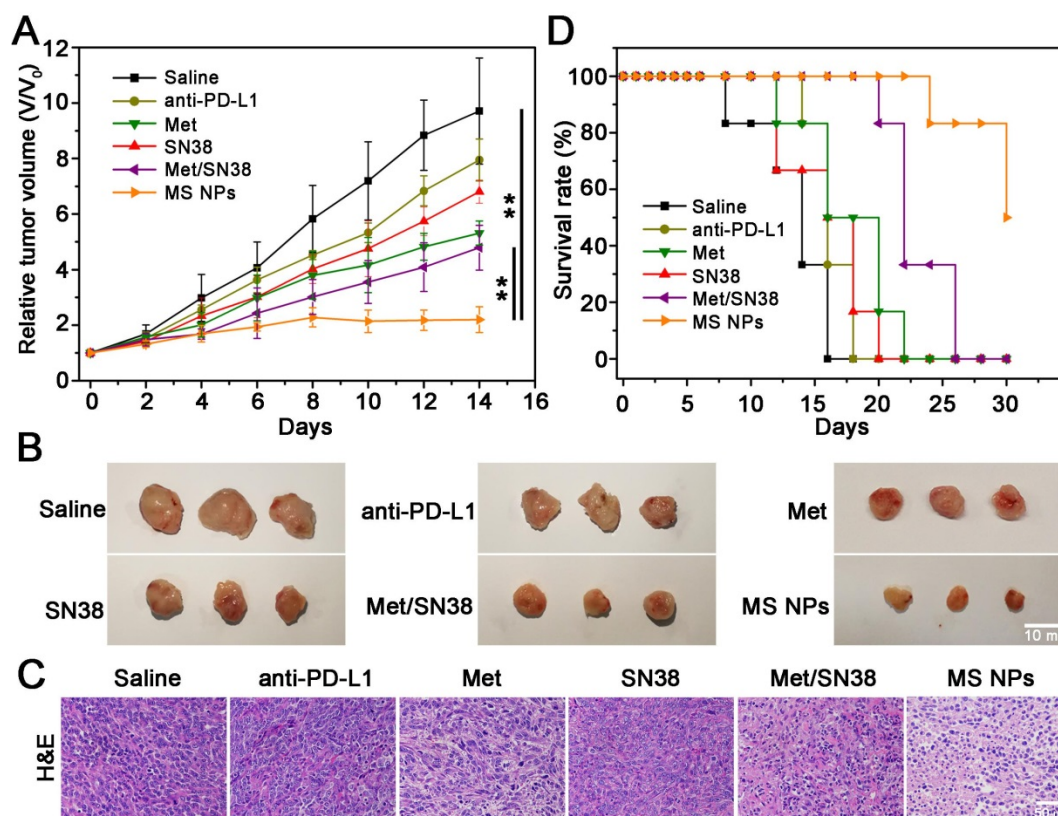 A
Relative tumor volume (V/V₀)
12
10
8
6
4
2
0
Saline
anti-PD-L1
Met
SN38
Met/SN38
MS NPs
**
**
0 2 4 6 8 10 12 14 16
Days
D
Survival rate (%)
100
80
60
40
20
0
Saline
anti-PD-L1
Met
SN38
Met/SN38
MS NPs
0 5 10 15 20 25 30
Days
B
Saline
anti-PD-L1
Met
SN38
Met/SN38
MS NPs
10 m
C
Saline anti-PD-L1 Met SN38 Met/SN38 MS NPs
H&E